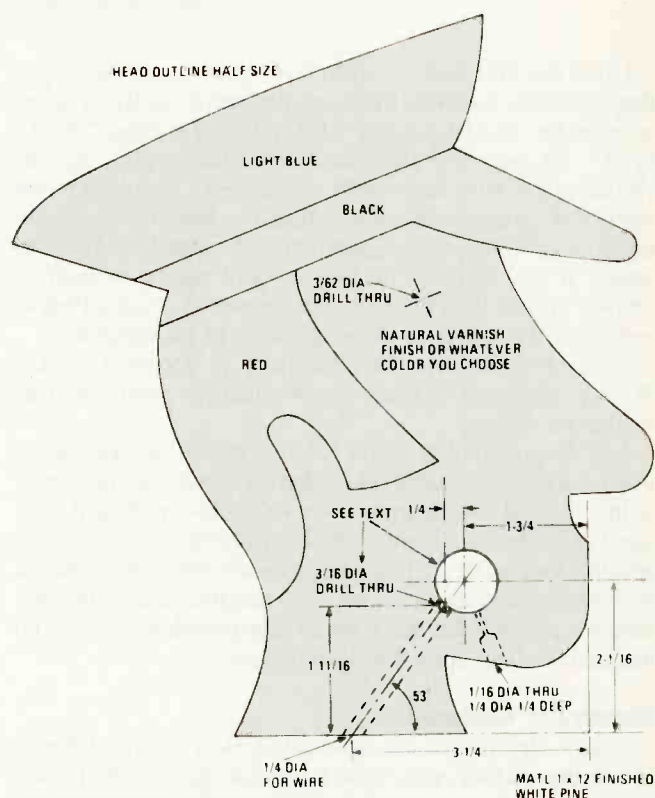 HEAD OUTLINE HALF SIZE
LIGHT BLUE
BLACK
3/62 DIA
DRILL THRU
NATURAL VARNISH
FINISH OR WHATEVER
COLOR YOU CHOOSE
RED
1/4
SEE TEXT
1-3/4
3/16 DIA
DRILL THRU
1 11/16
2-1/16
53
1/16 DIA THRU
1/4 DIA 1/4 DEEP
3-1/4
1/4 DIA
FOR WIRE
MATL 1 x 12 FINISHED
WHITE PINE